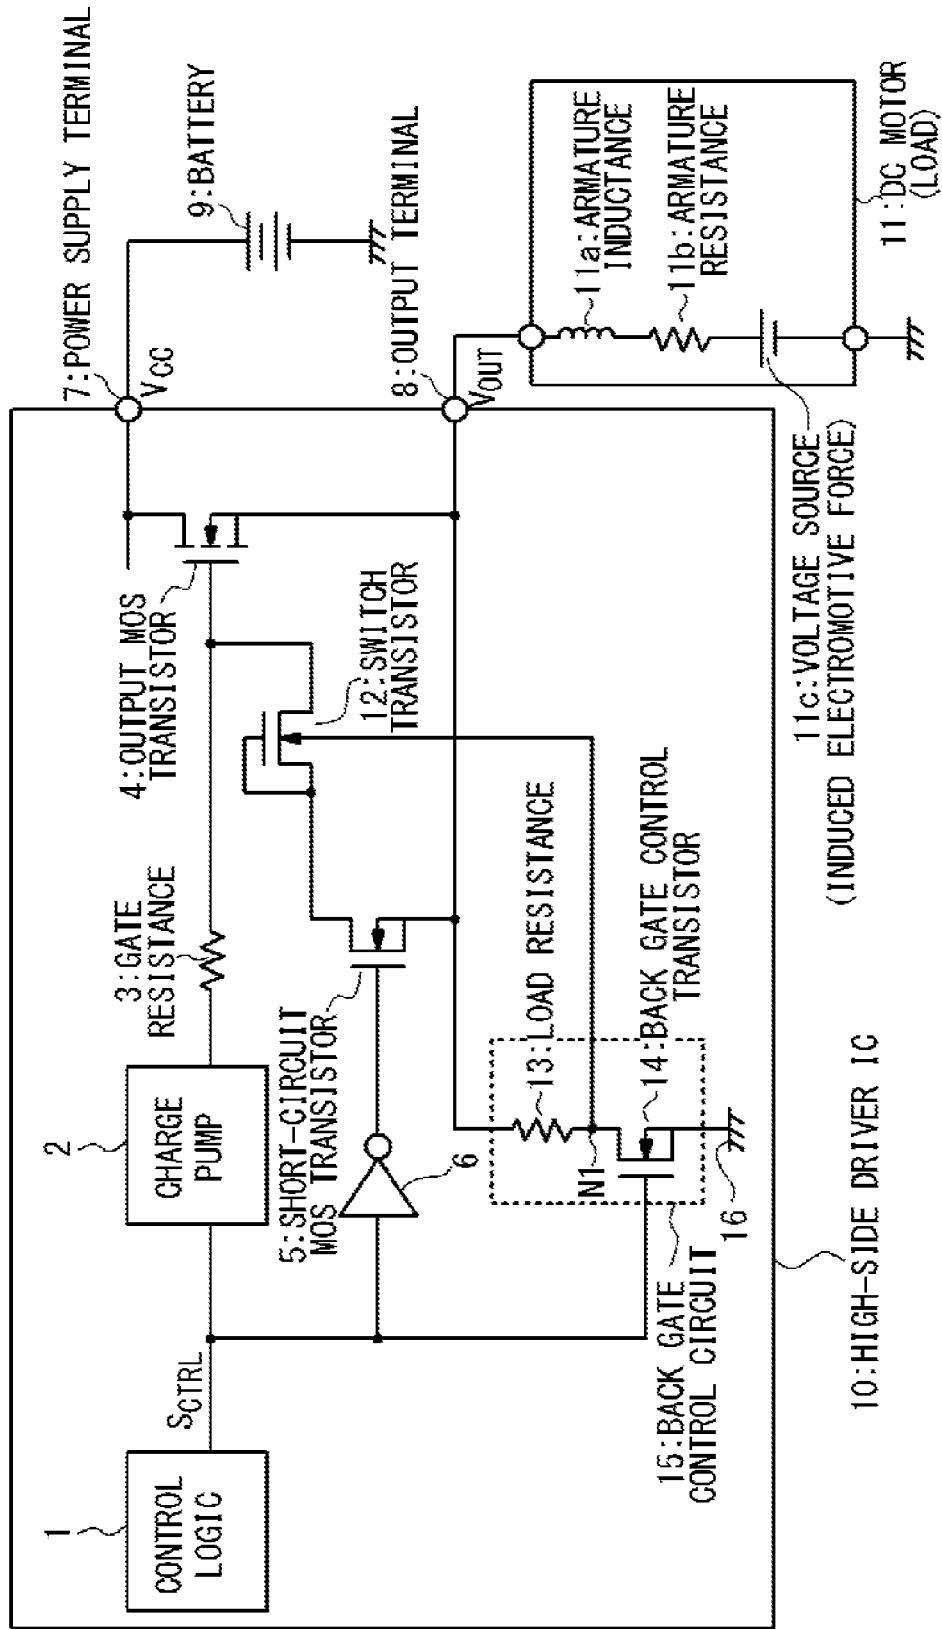 7:POWER SUPPLY TERMINAL
VCC
9:BATTERY
8:OUTPUT TERMINAL
VOUT
11a:ARMATURE
INDUCTANCE
11b:ARMATURE
RESISTANCE
11:DC MOTOR
(LOAD)
11c:VOLTAGE SOURCE
(INDUCED ELECTROMOTIVE FORCE)
4:OUTPUT MOS
TRANSISTOR
12:SWITCH
TRANSISTOR
3:GATE
RESISTANCE
2
CHARGE
PUMP
5:SHORT-CIRCUIT
MOS TRANSISTOR
6
13:LOAD RESISTANCE
14:BACK GATE CONTROL
TRANSISTOR
N1
16
15:BACK GATE
CONTROL CIRCUIT
SCTRL
1
CONTROL
LOGIC
10:HIGH-SIDE DRIVER IC